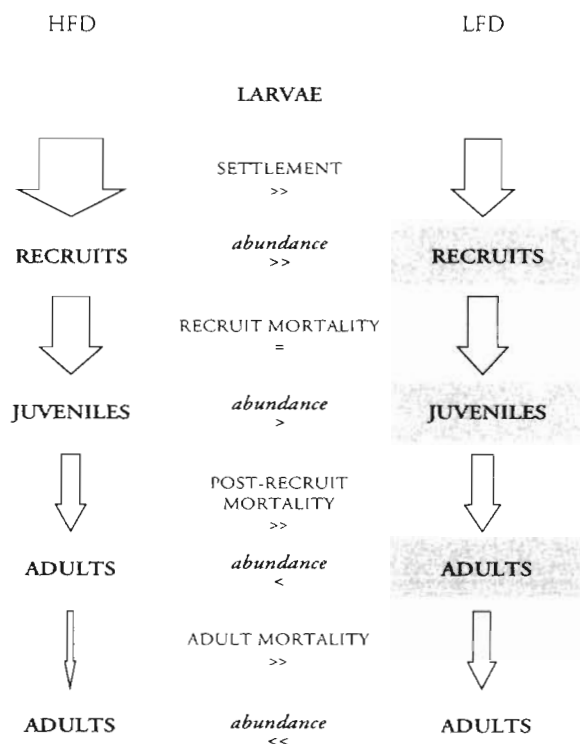 HFD LFD
LARVAE
SETTLEMENT
>>
RECRUITS abundance RECRUITS
>>
RECRUIT MORTALITY
=
JUVENILES abundance JUVENILES
>
POST-RECRUIT
MORTALITY
>>
ADULTS abundance ADULTS
<
ADULT MORTALITY
>>
ADULTS abundance ADULTS
<<